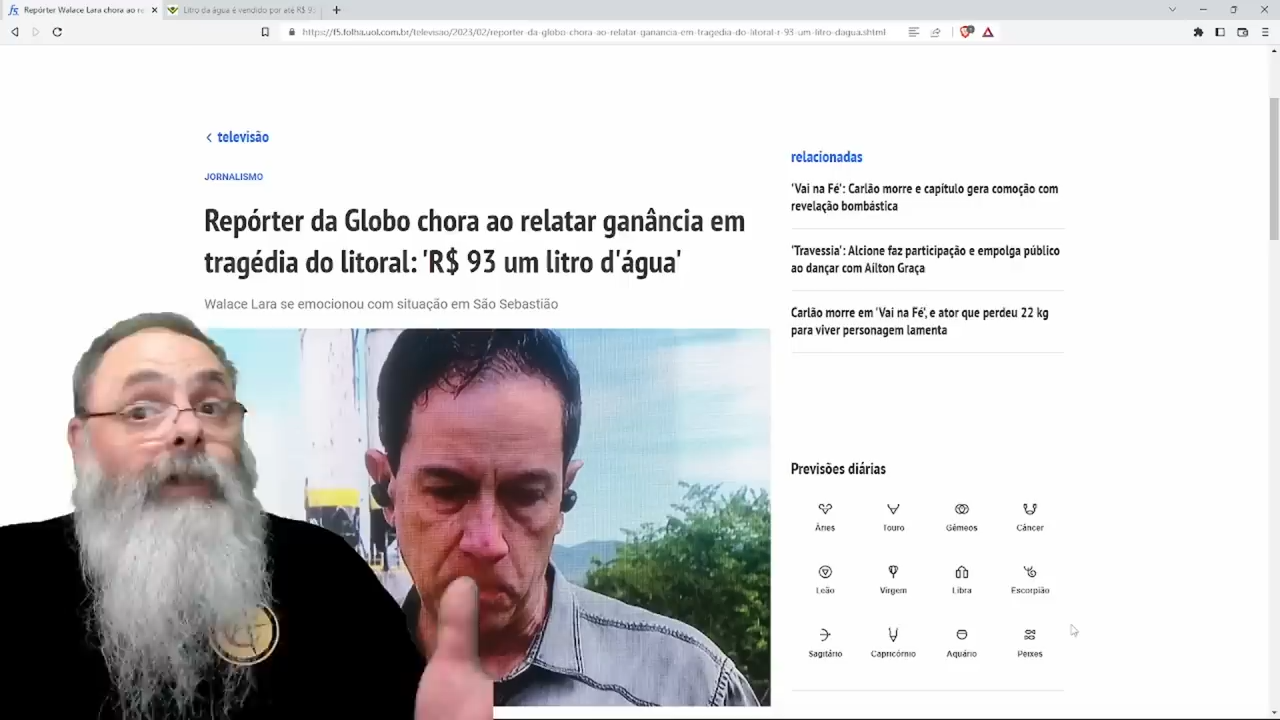 Repórter Walace Lara chora ao re
Litro da água é vendido por até R$ 93
https://f5.folha.uol.com.br/televisao/2023/02/reporter-da-globo-chora-ao-relatar-ganancia-em-tragedia-do-litoral-r-93-um-litro-dagua.shtml
televisão
JORNALISMO
Repórter da Globo chora ao relatar ganância em
tragédia do litoral: 'R$ 93 um litro d'água'
Walace Lara se emocionou com situação em São Sebastião
relacionadas
'Vai na Fé': Carlão morre e capítulo gera comoção com
revelação bombástica
'Travessia': Alcione faz participação e empolga público
ao dançar com Ailton Graça
Carlão morre em 'Vai na Fé', e ator que perdeu 22 kg
para viver personagem lamenta
Previsões diárias
Áries
Touro
Gêmeos
Câncer
Leão
Virgem
Libra
Escorpião
Sagitário
Capricórnio
Aquário
Peixes